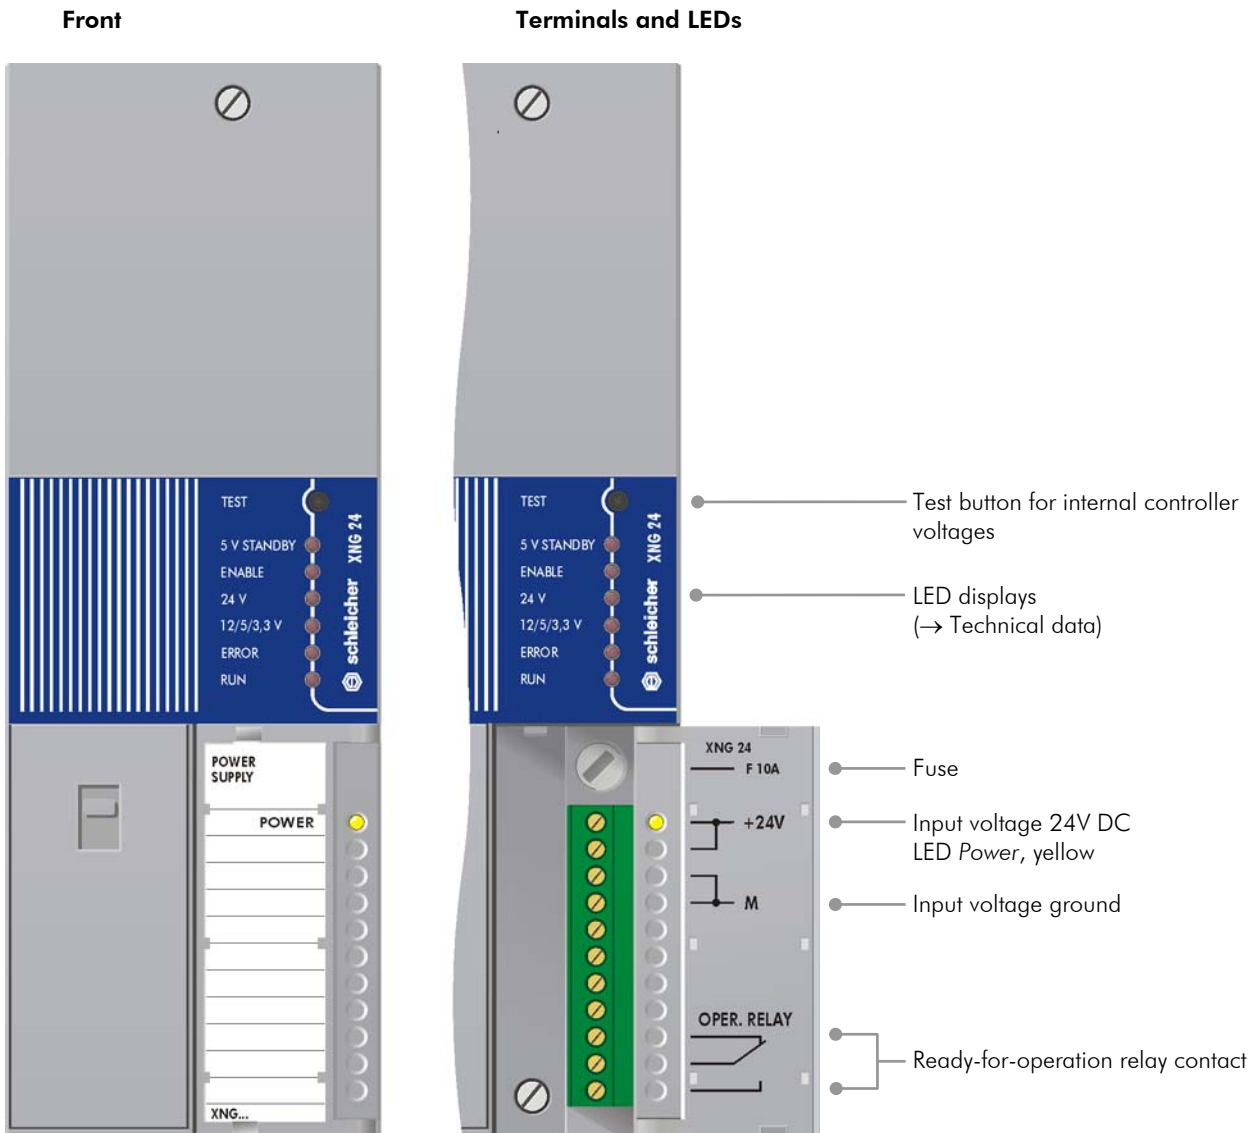 Front
Terminals and LEDs
TEST
5 V STANDBY
ENABLE
24 V
12/5/3,3 V
ERROR
RUN
schleicher XNG 24
POWER
SUPPLY
POWER
XNG...
TEST
5 V STANDBY
ENABLE
24 V
12/5/3,3 V
ERROR
RUN
schleicher XNG 24
XNG 24
F 10A
+24V
M
OPER. RELAY
Test button for internal controller
voltages
LED displays
(→ Technical data)
Fuse
Input voltage 24V DC
LED Power, yellow
Input voltage ground
Ready-for-operation relay contact